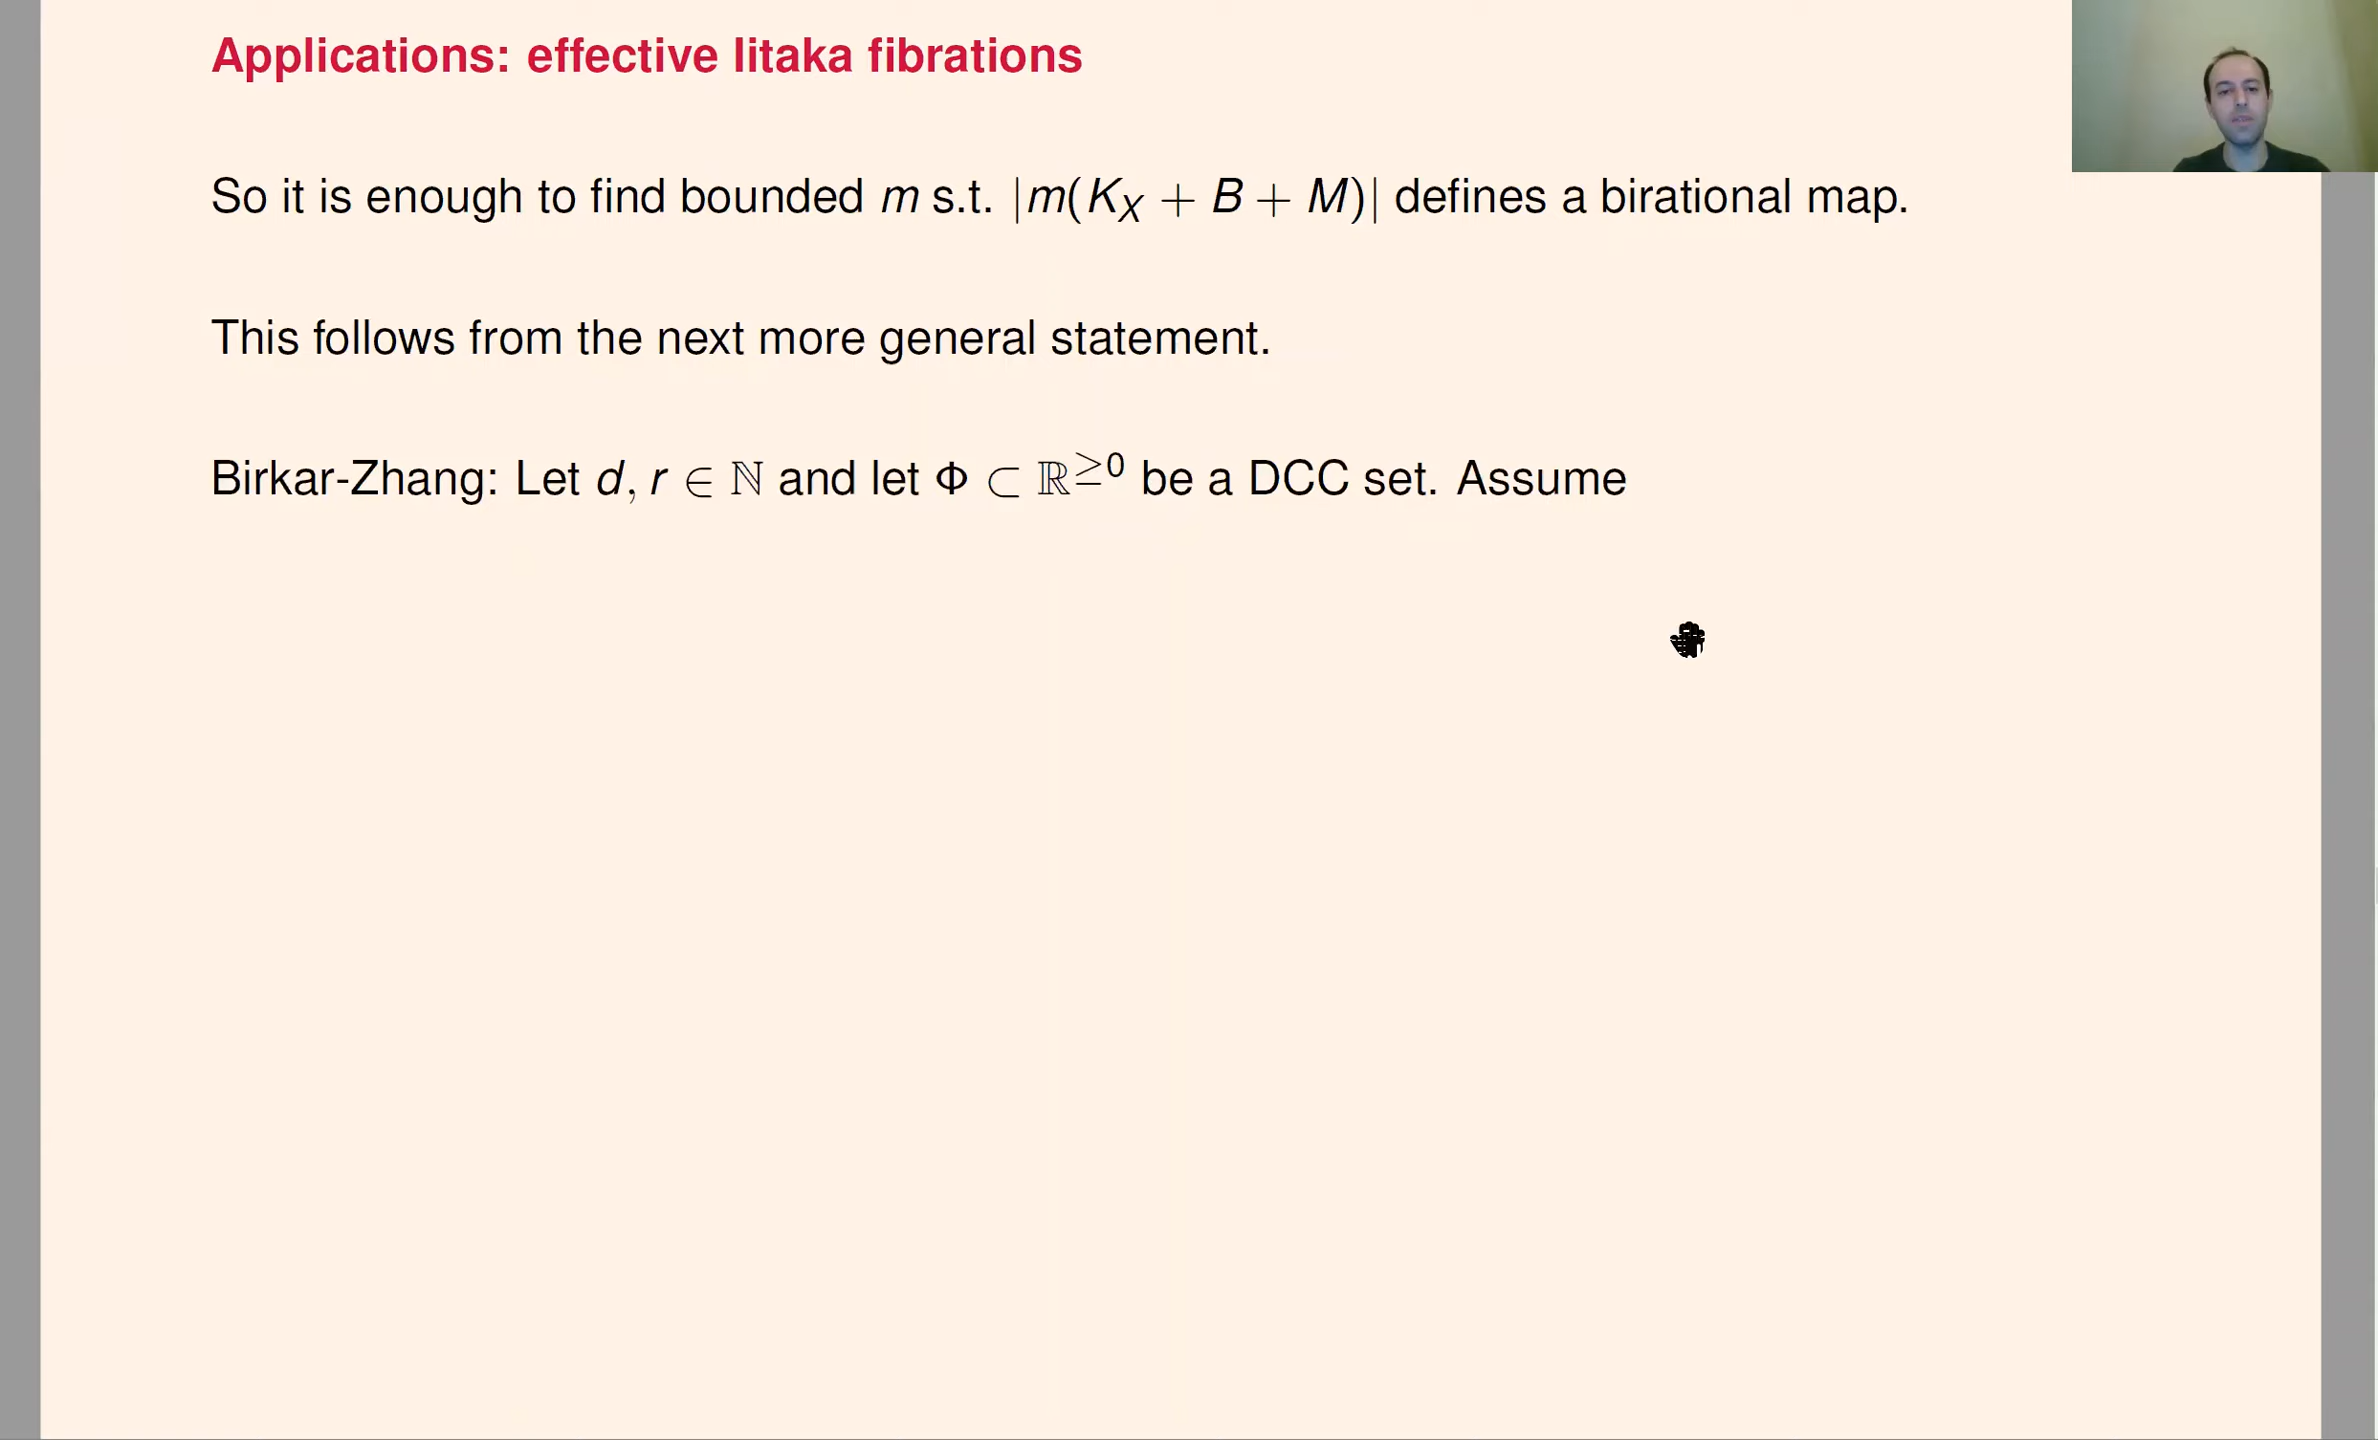 Applications: effective Iitaka fibrations
So it is enough to find bounded m s.t. |m(K_X + B + M)| defines a birational map.
This follows from the next more general statement.
Birkar-Zhang: Let d, r ∈ ℕ and let Φ ⊂ ℝ^{≥0} be a DCC set. Assume